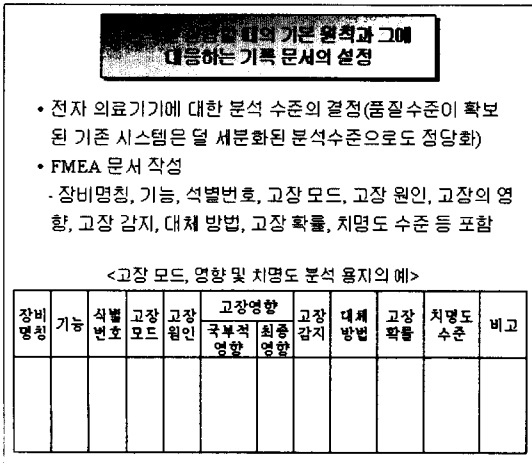 때의 기본 원칙과 그에
대응하는 기록 문서의 설정
• 전자 의료기기에 대한 분석 수준의 결정(품질수준이 확보
된 기존 시스템은 덜 세분화된 분석수준으로도 정당화)
• FMEA 문서 작성
- 장비명칭, 기능, 석별번호, 고장 모드, 고장 원인, 고장의 영
향, 고장 감지, 대체 방법, 고장 확률, 치명도 수준 등 포함
<고장 모드, 영향 및 치명도 분석 용지의 예>
장비 명칭 기능 식별 번호 고장 모드 고장 원인 고장영향 고장 감지 대체 방법 고장 확률 치명도 수준 비고
국부적 영향 최종 영향